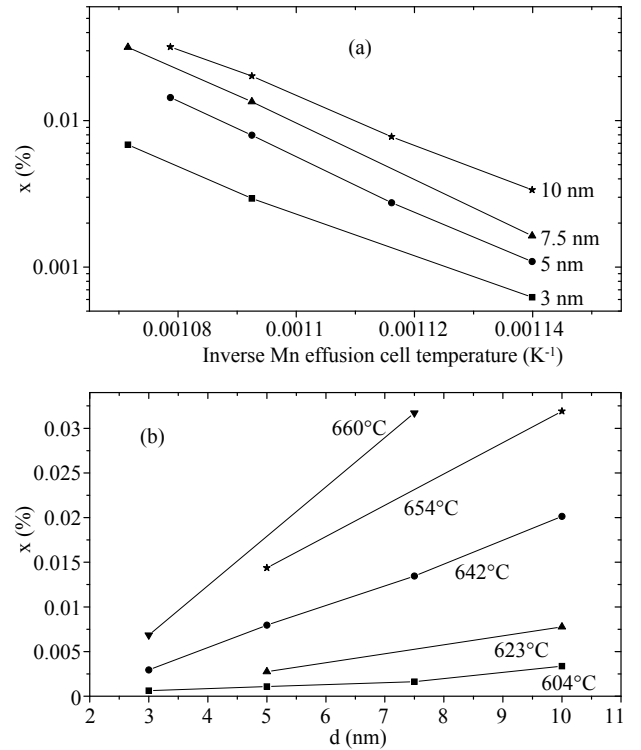 (a)
x (%)
0.01
0.001
10 nm
7.5 nm
5 nm
3 nm
0.00108 0.0011 0.00112 0.00114
Inverse Mn effusion cell temperature (K⁻¹)
(b)
x (%)
0.03
0.025
0.02
0.015
0.01
0.005
0
660°C
654°C
642°C
623°C
604°C
2 3 4 5 6 7 8 9 10 11
d (nm)